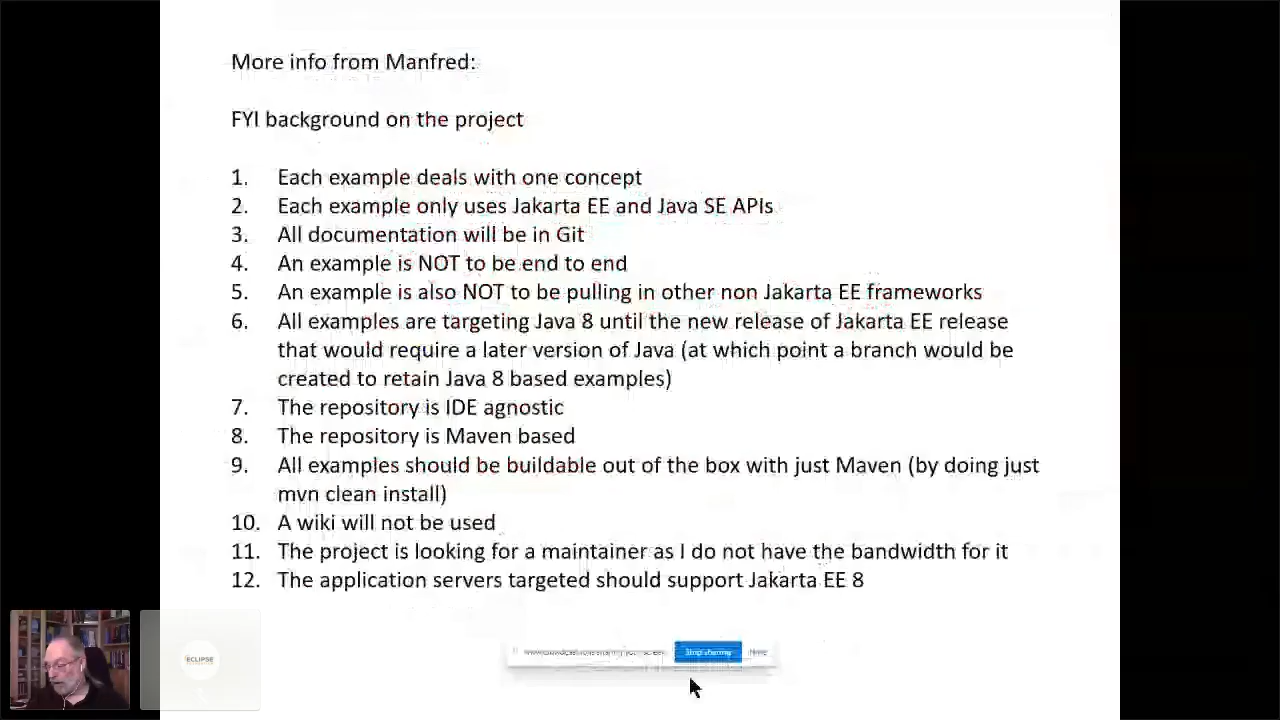 More info from Manfred:
FYI background on the project
1. Each example deals with one concept
2. Each example only uses Jakarta EE and Java SE APIs
3. All documentation will be in Git
4. An example is NOT to be end to end
5. An example is also NOT to be pulling in other non Jakarta EE frameworks
6. All examples are targeting Java 8 until the new release of Jakarta EE release
that would require a later version of Java (at which point a branch would be
created to retain Java 8 based examples)
7. The repository is IDE agnostic
8. The repository is Maven based
9. All examples should be buildable out of the box with just Maven (by doing just
mvn clean install)
10. A wiki will not be used
11. The project is looking for a maintainer as I do not have the bandwidth for it
12. The application servers targeted should support Jakarta EE 8
ECLIPSE
Stop sharing
Hide